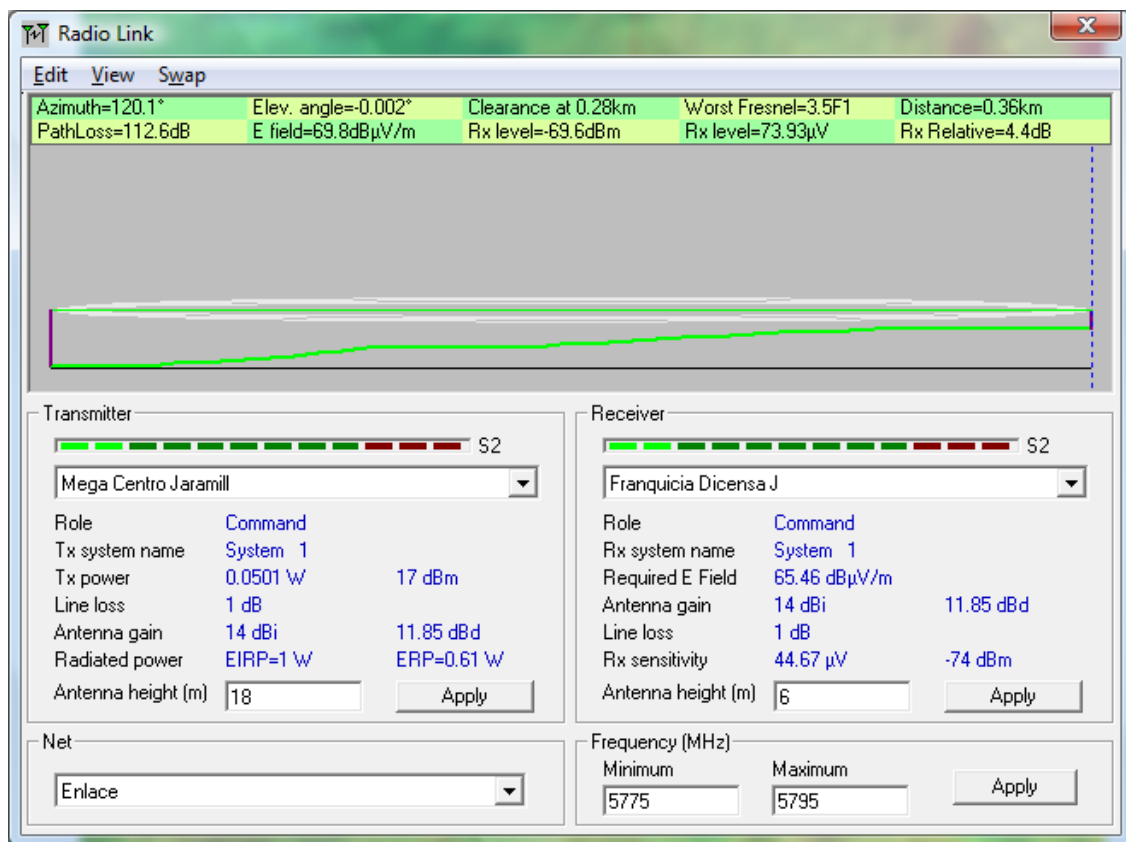 Radio Link
Edit View Swap
Azimuth=120.1° Elev. angle=-0.002° Clearance at 0.28km Worst Fresnel=3.5F1 Distance=0.36km
PathLoss=112.6dB E field=69.8dBµV/m Rx level=-69.6dBm Rx level=73.93µV Rx Relative=4.4dB
Transmitter
S2
Mega Centro Jaramill
Role Command
Tx system name System 1
Tx power 0.0501 W 17 dBm
Line loss 1 dB
Antenna gain 14 dBi 11.85 dBd
Radiated power EIRP=1 W ERP=0.61 W
Antenna height (m) 18 Apply
Receiver
S2
Franquicia Dicensa J
Role Command
Rx system name System 1
Required E Field 65.46 dBµV/m
Antenna gain 14 dBi 11.85 dBd
Line loss 1 dB
Rx sensitivity 44.67 µV -74 dBm
Antenna height (m) 6 Apply
Net
Enlace
Frequency (MHz)
Minimum Maximum
5775 5795 Apply